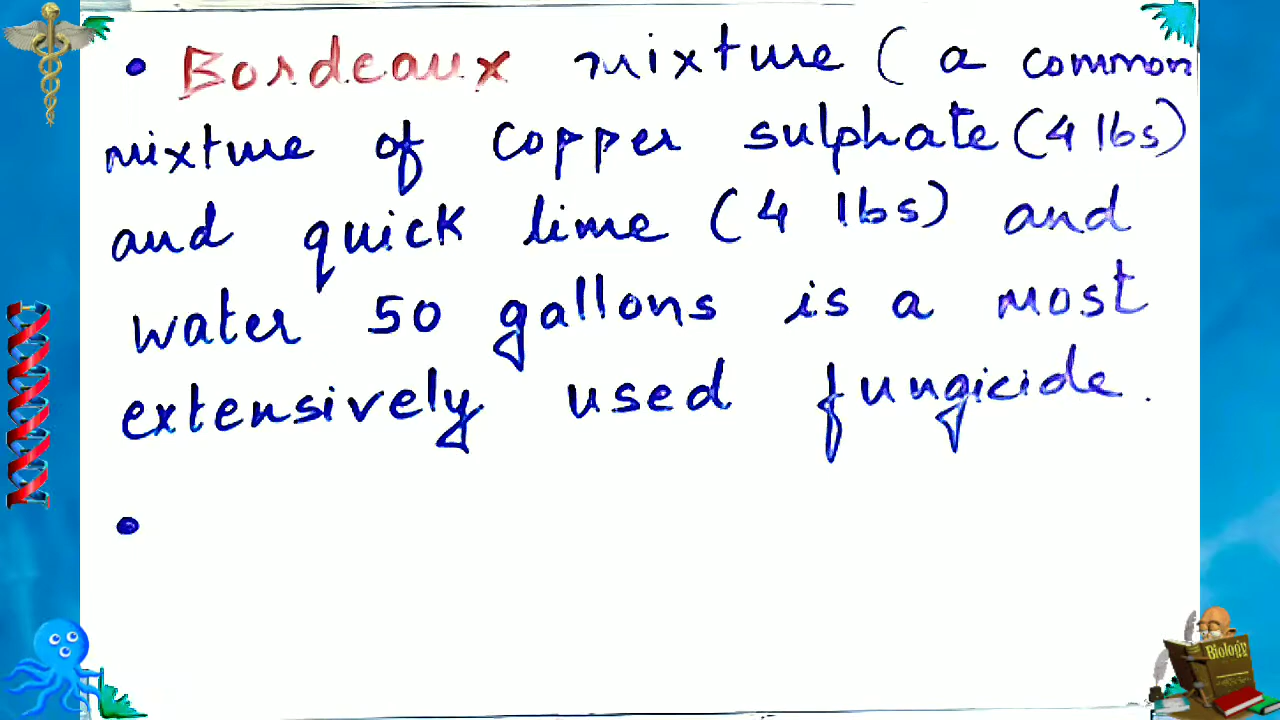 • Bordeaux mixture ( a common
mixture of copper sulphate (4 lbs)
and quick lime (4 lbs) and
water 50 gallons is a most
extensively used fungicide.
•
Biology